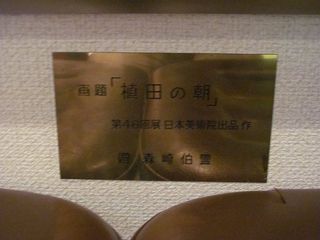 画題「植田の朝」
第46回展日本美術院出品作
森崎伯霊